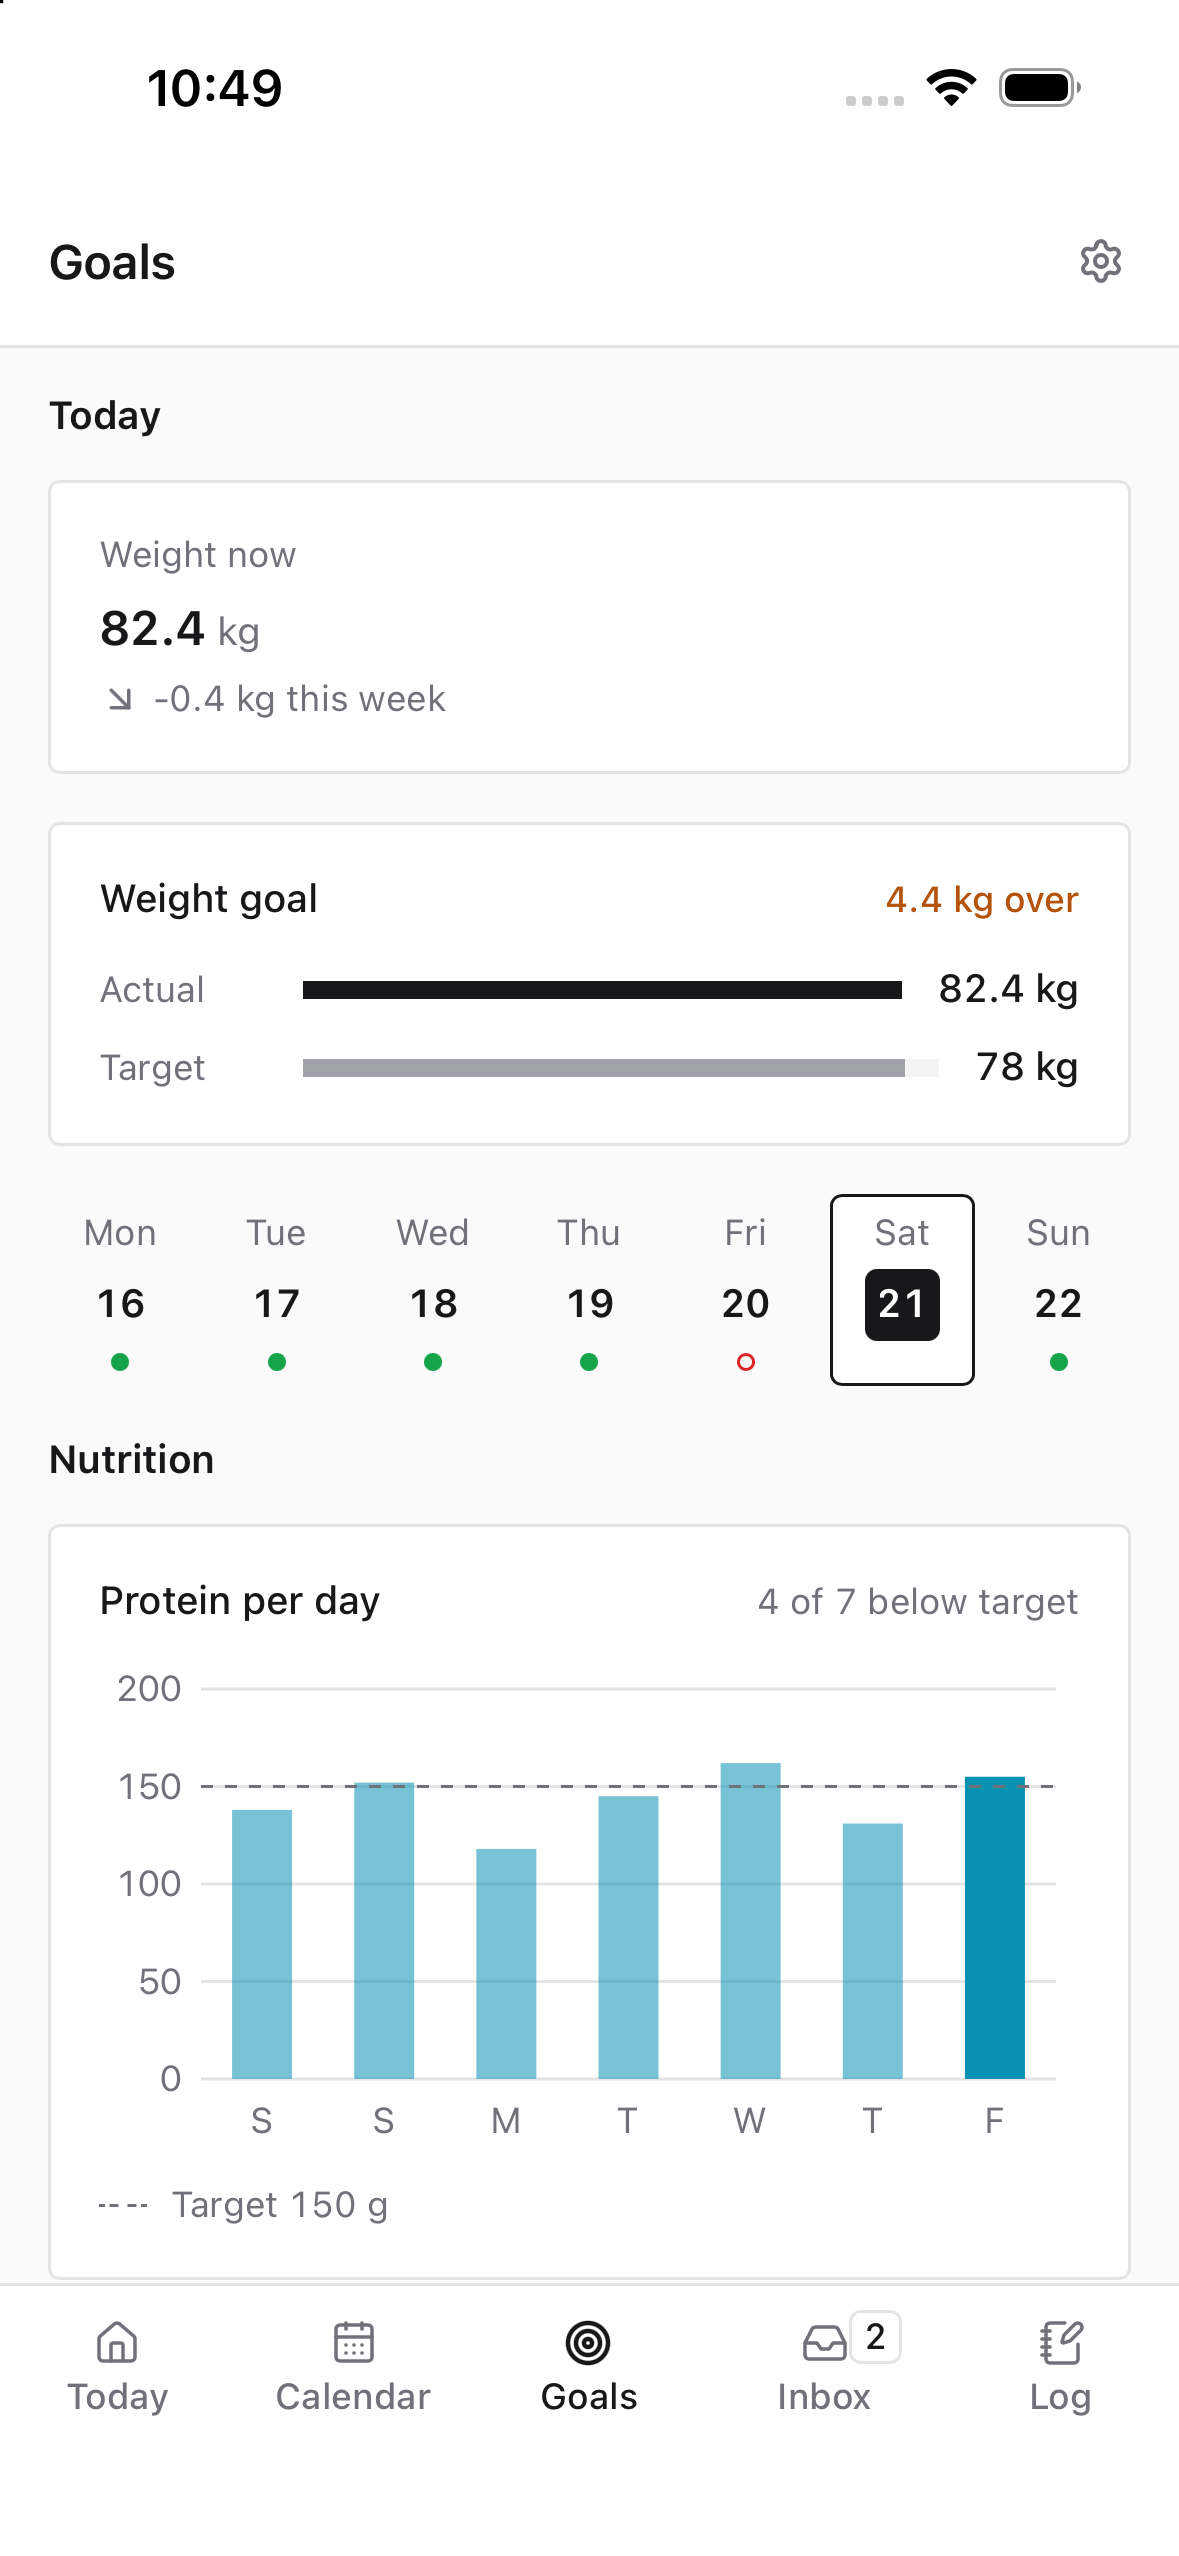 10:49
Goals
Today
Weight now
82.4 kg
-0.4 kg this week
Weight goal
4.4 kg over
Actual
82.4 kg
Target
78 kg
Mon Tue Wed Thu Fri Sat Sun
16 17 18 19 20 21 22
Nutrition
Protein per day
4 of 7 below target
200
150
100
50
0
S S M T W T F
Target 150 g
2
Today Calendar Goals Inbox Log